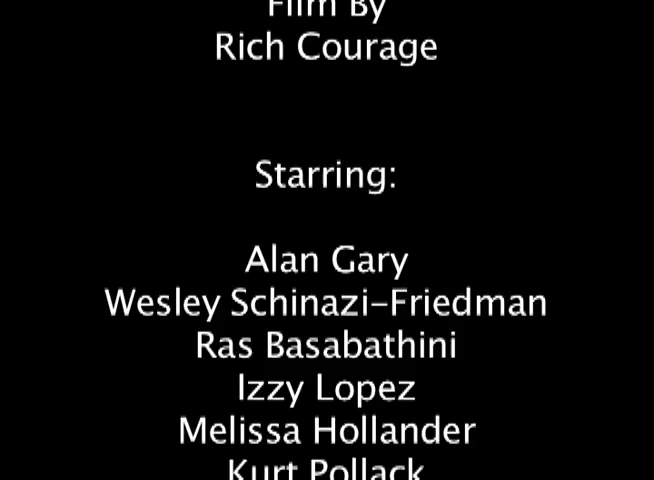 Film By
Rich Courage
Starring:
Alan Gary
Wesley Schinazi-Friedman
Ras Basabathini
Izzy Lopez
Melissa Hollander
Kurt Pollack